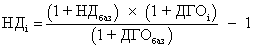 НДi = (1 + НДбаз) × (1 + ДГОi) / (1 + ДГОбаз) − 1